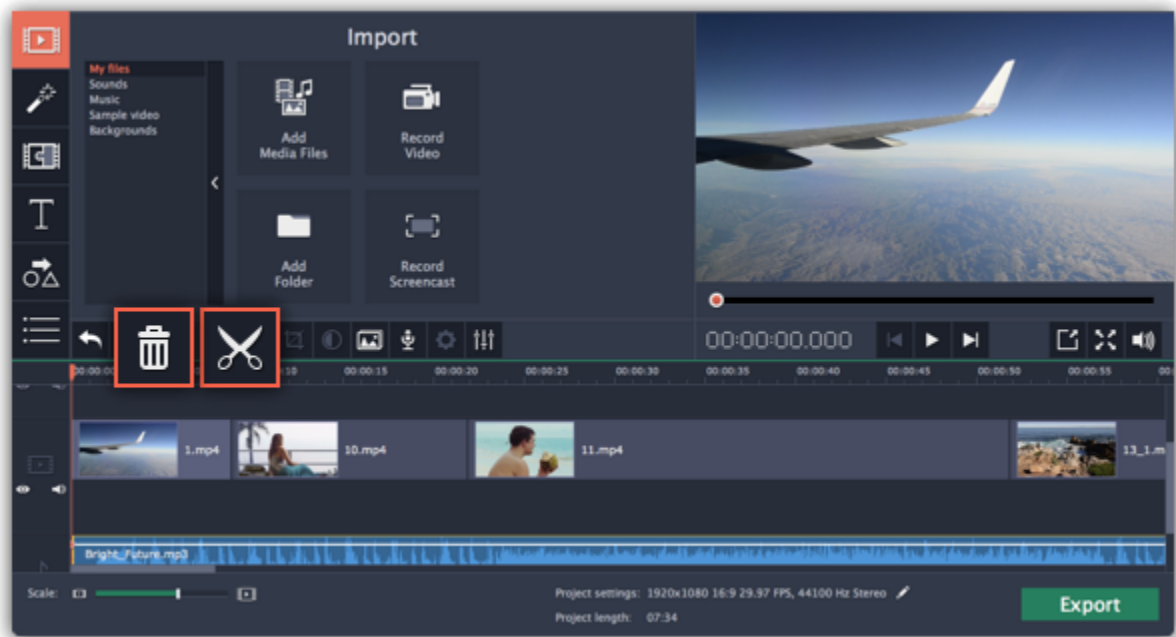 Import
My files
Sounds
Music
Sample video
Backgrounds
Add
Media Files
Record
Video
Add
Folder
Record
Screencast
00:00:00.000
00:00:15
00:00:20
00:00:25
00:00:30
00:00:35
00:00:40
00:00:45
00:00:50
00:00:55
1.mp4
10.mp4
11.mp4
13_1.m
Bright_Future.mp3
Scale:
Project settings: 1920x1080 16:9 29.97 FPS, 44100 Hz Stereo
Project length: 07:34
Export